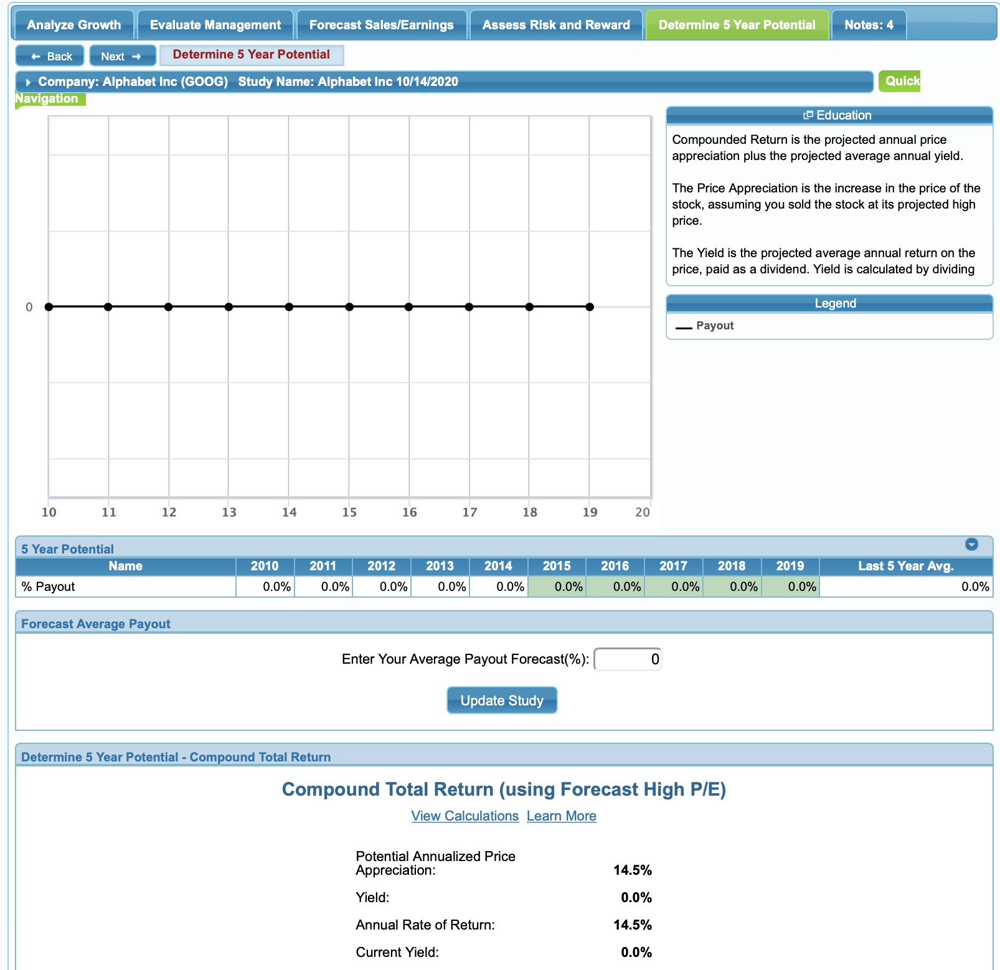 Analyze Growth Evaluate Management Forecast Sales/Earnings Assess Risk and Reward Determine 5 Year Potential Notes: 4
← Back Next → Determine 5 Year Potential
Company: Alphabet Inc (GOOG) Study Name: Alphabet Inc 10/14/2020 Quick
Navigation
Education
Compounded Return is the projected annual price
appreciation plus the projected average annual yield.
The Price Appreciation is the increase in the price of the
stock, assuming you sold the stock at its projected high
price.
The Yield is the projected average annual return on the
price, paid as a dividend. Yield is calculated by dividing
Legend
Payout
0
10 11 12 13 14 15 16 17 18 19 20
5 Year Potential
Name 2010 2011 2012 2013 2014 2015 2016 2017 2018 2019 Last 5 Year Avg.
% Payout 0.0% 0.0% 0.0% 0.0% 0.0% 0.0% 0.0% 0.0% 0.0% 0.0% 0.0%
Forecast Average Payout
Enter Your Average Payout Forecast(%): 0
Update Study
Determine 5 Year Potential - Compound Total Return
Compound Total Return (using Forecast High P/E)
View Calculations Learn More
Potential Annualized Price
Appreciation: 14.5%
Yield: 0.0%
Annual Rate of Return: 14.5%
Current Yield: 0.0%